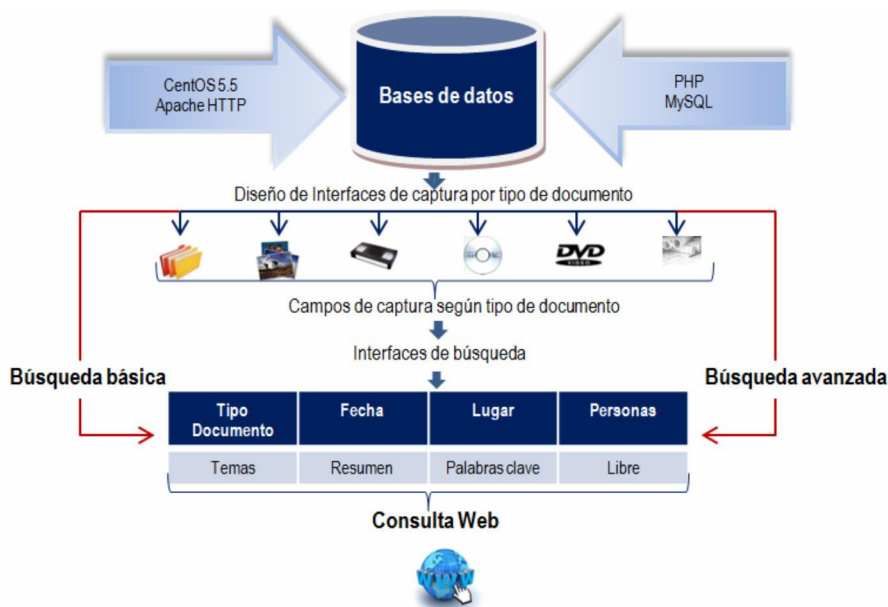 CentOS 5.5
Apache HTTP
Bases de datos
PHP
MySQL
Diseño de Interfaces de captura por tipo de documento
DVD
VIDEO
Campos de captura según tipo de documento
Interfaces de búsqueda
Búsqueda básica
Búsqueda avanzada
Tipo
Documento
Fecha
Lugar
Personas
Temas
Resumen
Palabras clave
Libre
Consulta Web
WWW